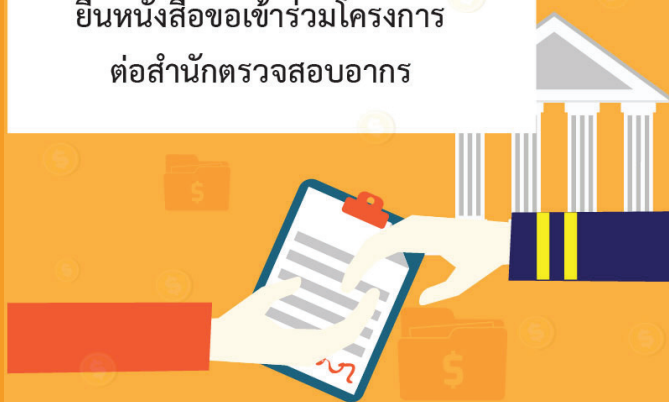 ยื่นหนังสือขอเข้าร่วมโครงการ
ต่อสำนักตรวจสอบอากร